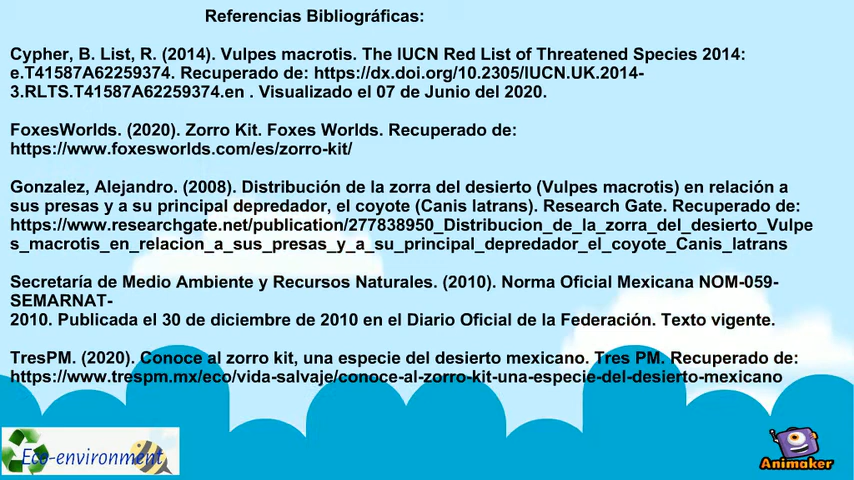 Referencias Bibliográficas:
Cypher, B. List, R. (2014). Vulpes macrotis. The IUCN Red List of Threatened Species 2014:
e.T41587A62259374. Recuperado de: https://dx.doi.org/10.2305/IUCN.UK.2014-
3.RLTS.T41587A62259374.en . Visualizado el 07 de Junio del 2020.
FoxesWorlds. (2020). Zorro Kit. Foxes Worlds. Recuperado de:
https://www.foxesworlds.com/es/zorro-kit/
Gonzalez, Alejandro. (2008). Distribución de la zorra del desierto (Vulpes macrotis) en relación a
sus presas y a su principal depredador, el coyote (Canis latrans). Research Gate. Recuperado de:
https://www.researchgate.net/publication/277838950_Distribucion_de_la_zorra_del_desierto_Vulpe
s_macrotis_en_relacion_a_sus_presas_y_a_su_principal_depredador_el_coyote_Canis_latrans
Secretaría de Medio Ambiente y Recursos Naturales. (2010). Norma Oficial Mexicana NOM-059-
SEMARNAT-
2010. Publicada el 30 de diciembre de 2010 en el Diario Oficial de la Federación. Texto vigente.
TresPM. (2020). Conoce al zorro kit, una especie del desierto mexicano. Tres PM. Recuperado de:
https://www.trespm.mx/eco/vida-salvaje/conoce-al-zorro-kit-una-especie-del-desierto-mexicano
Eco-environment
Animaker